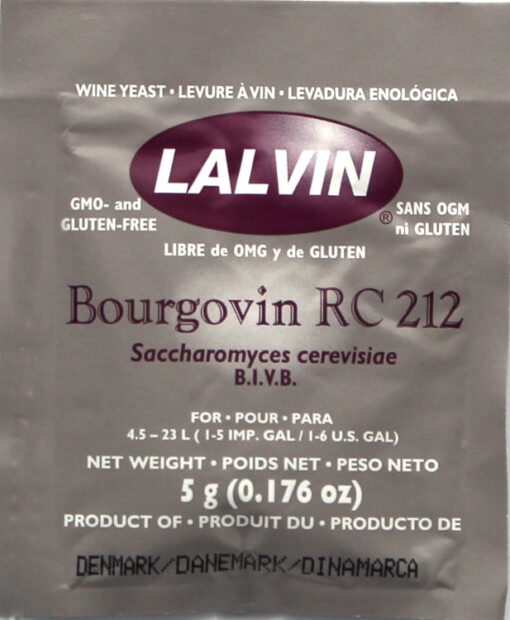 WINE YEAST • LEVURE À VIN • LEVADURA ENOLÓGICA
LALVIN
®
GMO- and
GLUTEN-FREE
SANS OGM
ni GLUTEN
LIBRE de OMG y de GLUTEN
Bourgovin RC 212
Saccharomyces cerevisiae
B.I.V.B.
FOR • POUR • PARA
4.5 – 23 L ( 1-5 IMP. GAL / 1-6 U.S. GAL)
NET WEIGHT • POIDS NET • PESO NETO
5 g (0.176 oz)
PRODUCT OF • PRODUIT DU • PRODUCTO DE
DENMARK/DANEMARK/DINAMARCA